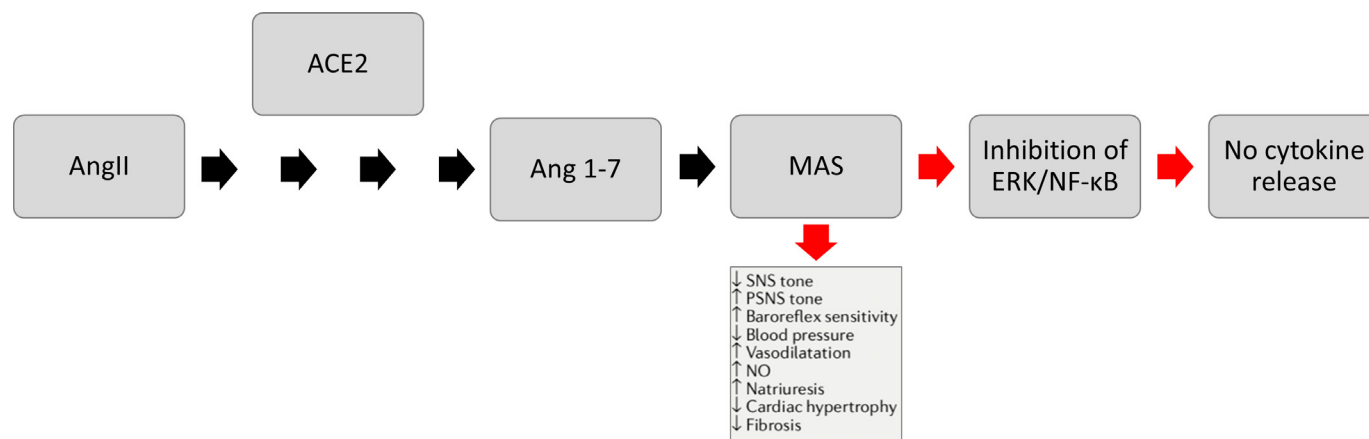 ACE2
AngII
Ang 1-7
MAS
Inhibition of
ERK/NF-κB
No cytokine
release
↓ SNS tone
↑ PSNS tone
↑ Baroreflex sensitivity
↓ Blood pressure
↑ Vasodilatation
↑ NO
↑ Natriuresis
↓ Cardiac hypertrophy
↓ Fibrosis